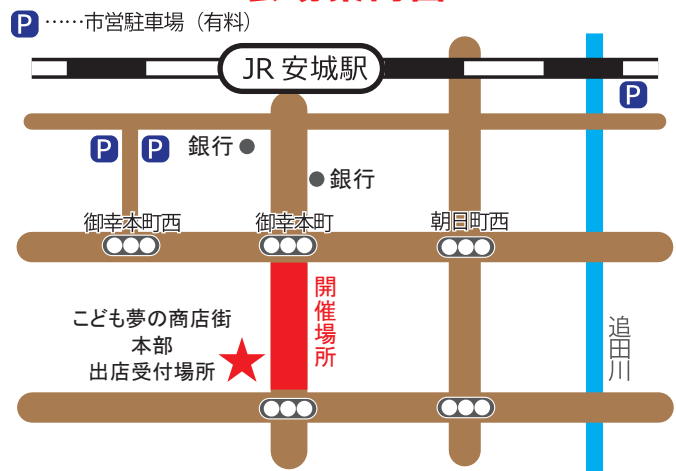 P ……市営駐車場（有料）
JR 安城駅
P
P
P
銀行
銀行
御幸本町西
御幸本町
朝日町西
開催場所
こども夢の商店街
本部
出店受付場所
追田川